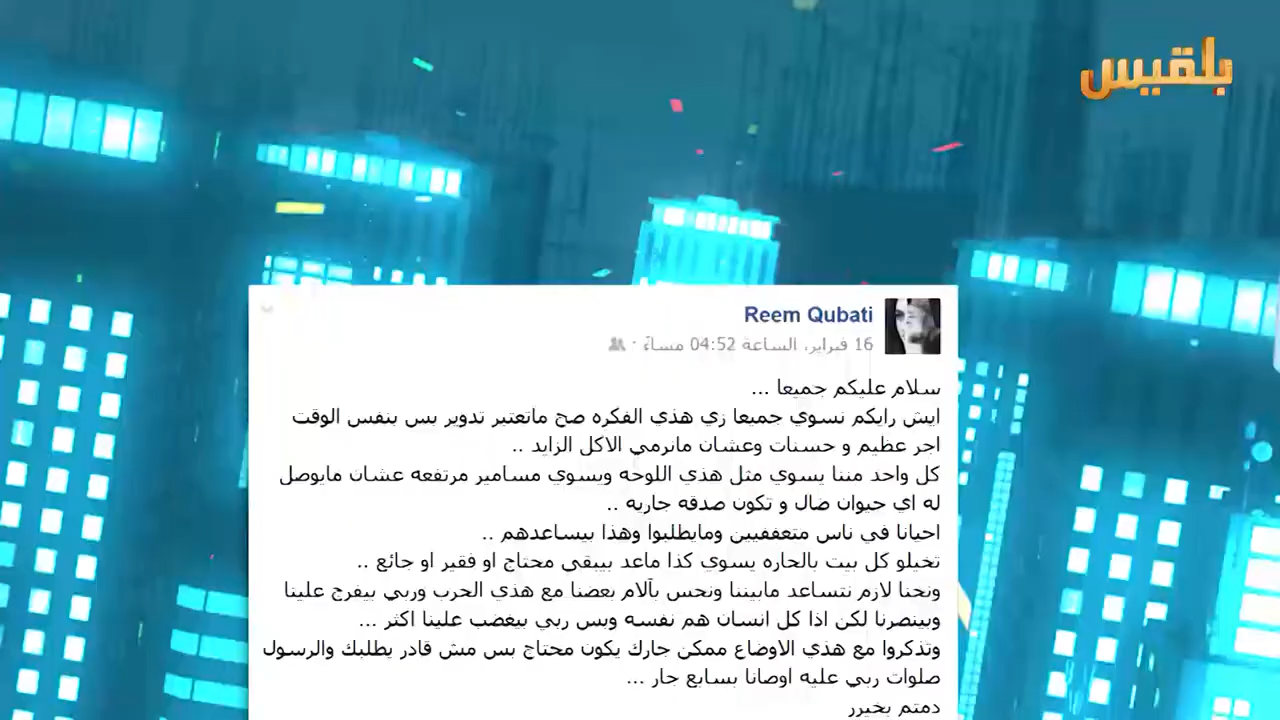 بلقيس
Reem Qubati
16 فبراير، الساعة 04:52 مساءً ·
سلام عليكم جميعا ...
ايش رايكم نسوي جميعا زي هذي الفكره صح ماتعتبر تدوير بس بنفس الوقت
اجر عظيم و حسنات وعشان مانرمي الاكل الزايد ..
كل واحد مننا يسوي مثل هذي اللوحه ويسوي مسامير مرتفعه عشان مايوصل
له اي حيوان ضال و تكون صدقه جاريه ..
احيانا في ناس متعففيين ومايطلبوا وهذا بيساعدهم ..
تخيلو كل بيت بالحاره يسوي كذا ماعد بيبقي محتاج او فقير او جائع ..
ونحنا لازم نتساعد مابيننا ونحس بآلام بعضنا مع هذي الحرب وربي بيفرج علينا
وبينصرنا لكن اذا كل انسان هم نفسه وبس ربي بيغضب علينا اكثر ...
وتذكروا مع هذي الاوضاع ممكن جارك يكون محتاج بس مش قادر يطلبك والرسول
صلوات ربي عليه اوصانا بسابع جار ...
دمتم بخيرر